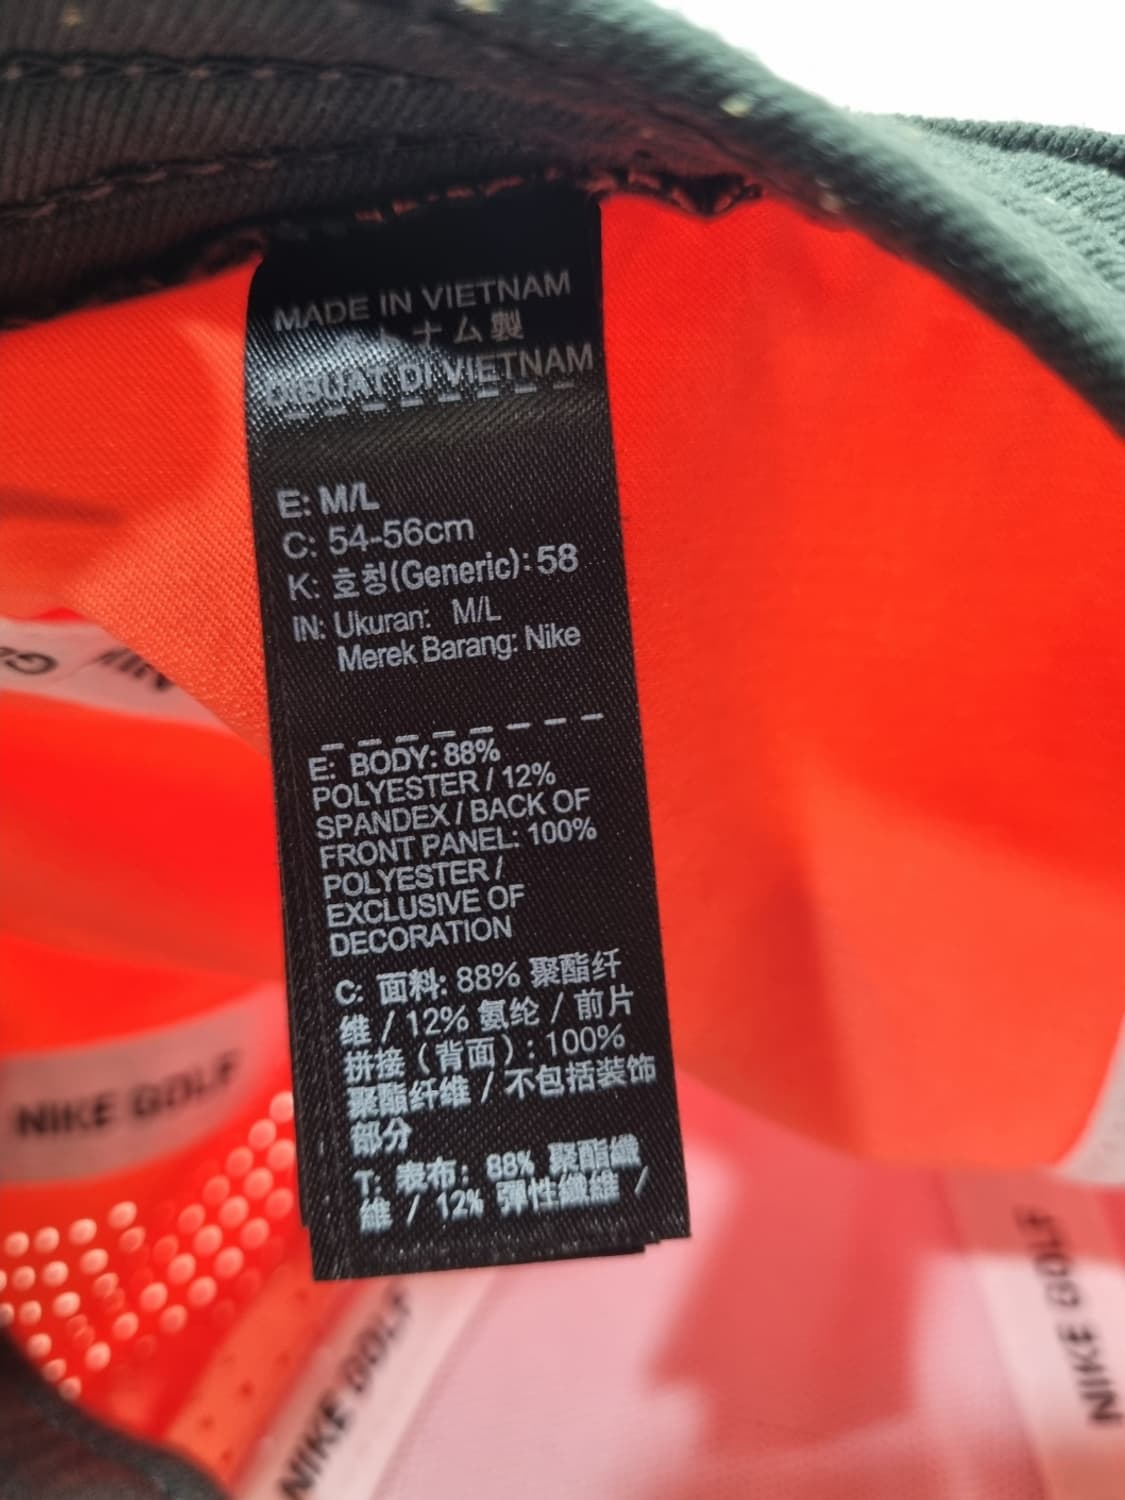 MADE IN VIETNAM
トナム製
DIBUAT DI VIETNAM
E: M/L
C: 54-56cm
K: 호칭(Generic): 58
IN: Ukuran: M/L
Merek Barang: Nike
E: BODY: 88%
POLYESTER / 12%
SPANDEX / BACK OF
FRONT PANEL: 100%
POLYESTER /
EXCLUSIVE OF
DECORATION
C: 面料: 88% 聚酯纤
维 / 12% 氨纶 / 前片
拼接（背面）: 100%
聚酯纤维 / 不包括装饰
部分
T: 表布: 88% 聚酯纖
維 / 12% 彈性纖維 /
NIKE GOLF
NIKE GOLF
NIKE GOLF